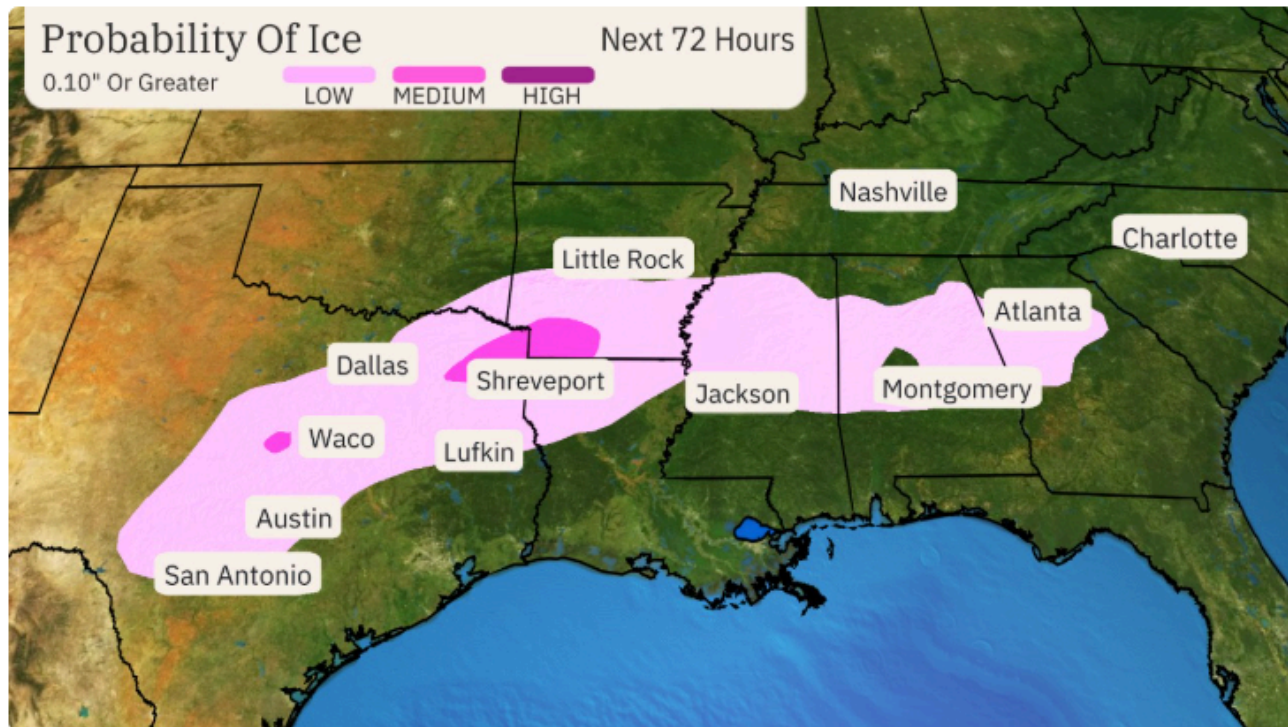 Probability Of Ice
Next 72 Hours
0.10" Or Greater
LOW
MEDIUM
HIGH
Nashville
Charlotte
Little Rock
Atlanta
Dallas
Shreveport
Jackson
Montgomery
Waco
Lufkin
Austin
San Antonio